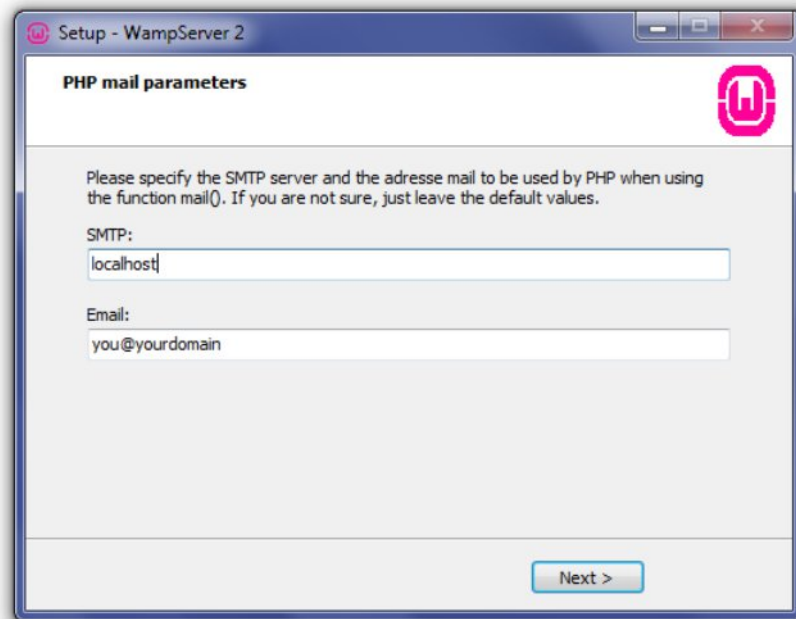 Setup - WampServer 2
PHP mail parameters
Please specify the SMTP server and the adresse mail to be used by PHP when using
the function mail(). If you are not sure, just leave the default values.
SMTP:
localhost
Email:
you@yourdomain
Next >